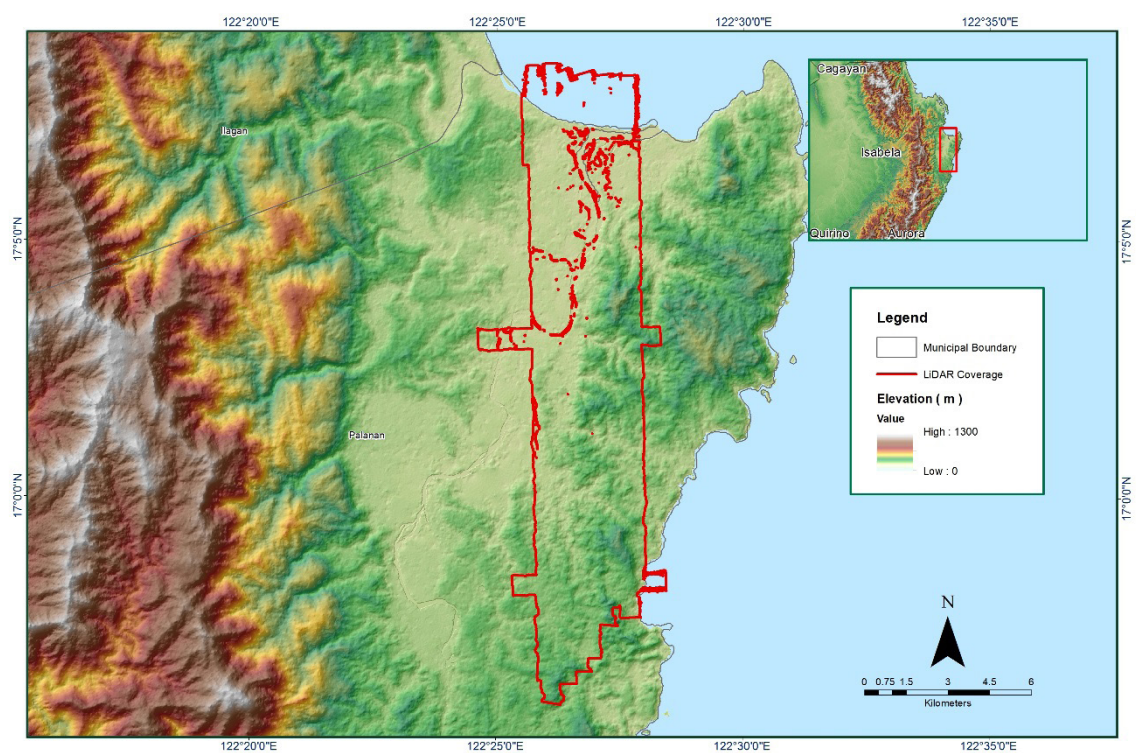 122°20'0"E 122°25'0"E 122°30'0"E 122°35'0"E
Cagayan
Isabela
Quirino Aurora
Ilagan
17°5'0"N 17°5'0"N
Legend
Municipal Boundary
LiDAR Coverage
Elevation ( m )
Value
High : 1300
Low : 0
Palanan
17°0'0"N 17°0'0"N
N
0 0.75 1.5 3 4.5 6
Kilometers
122°20'0"E 122°25'0"E 122°30'0"E 122°35'0"E